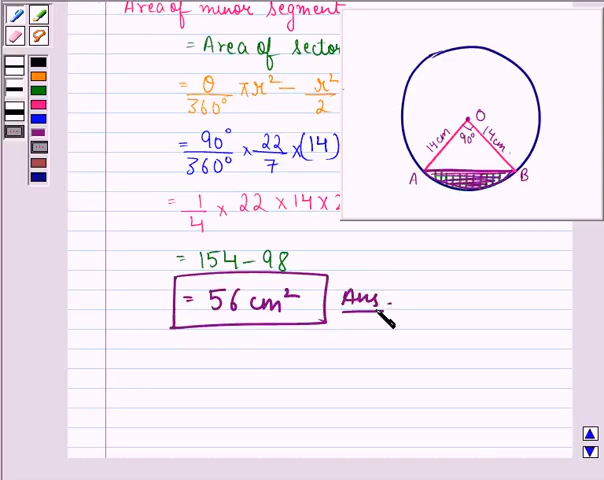 Area of minor segment
= Area of sector
= θ/360° πr² − r²/2
= 90°/360° × 22/7 × (14)
= 1/4 × 22 × 14 × 2
= 154 − 98
= 56 cm² Ans.
O
90°
14cm
14cm.
A
B